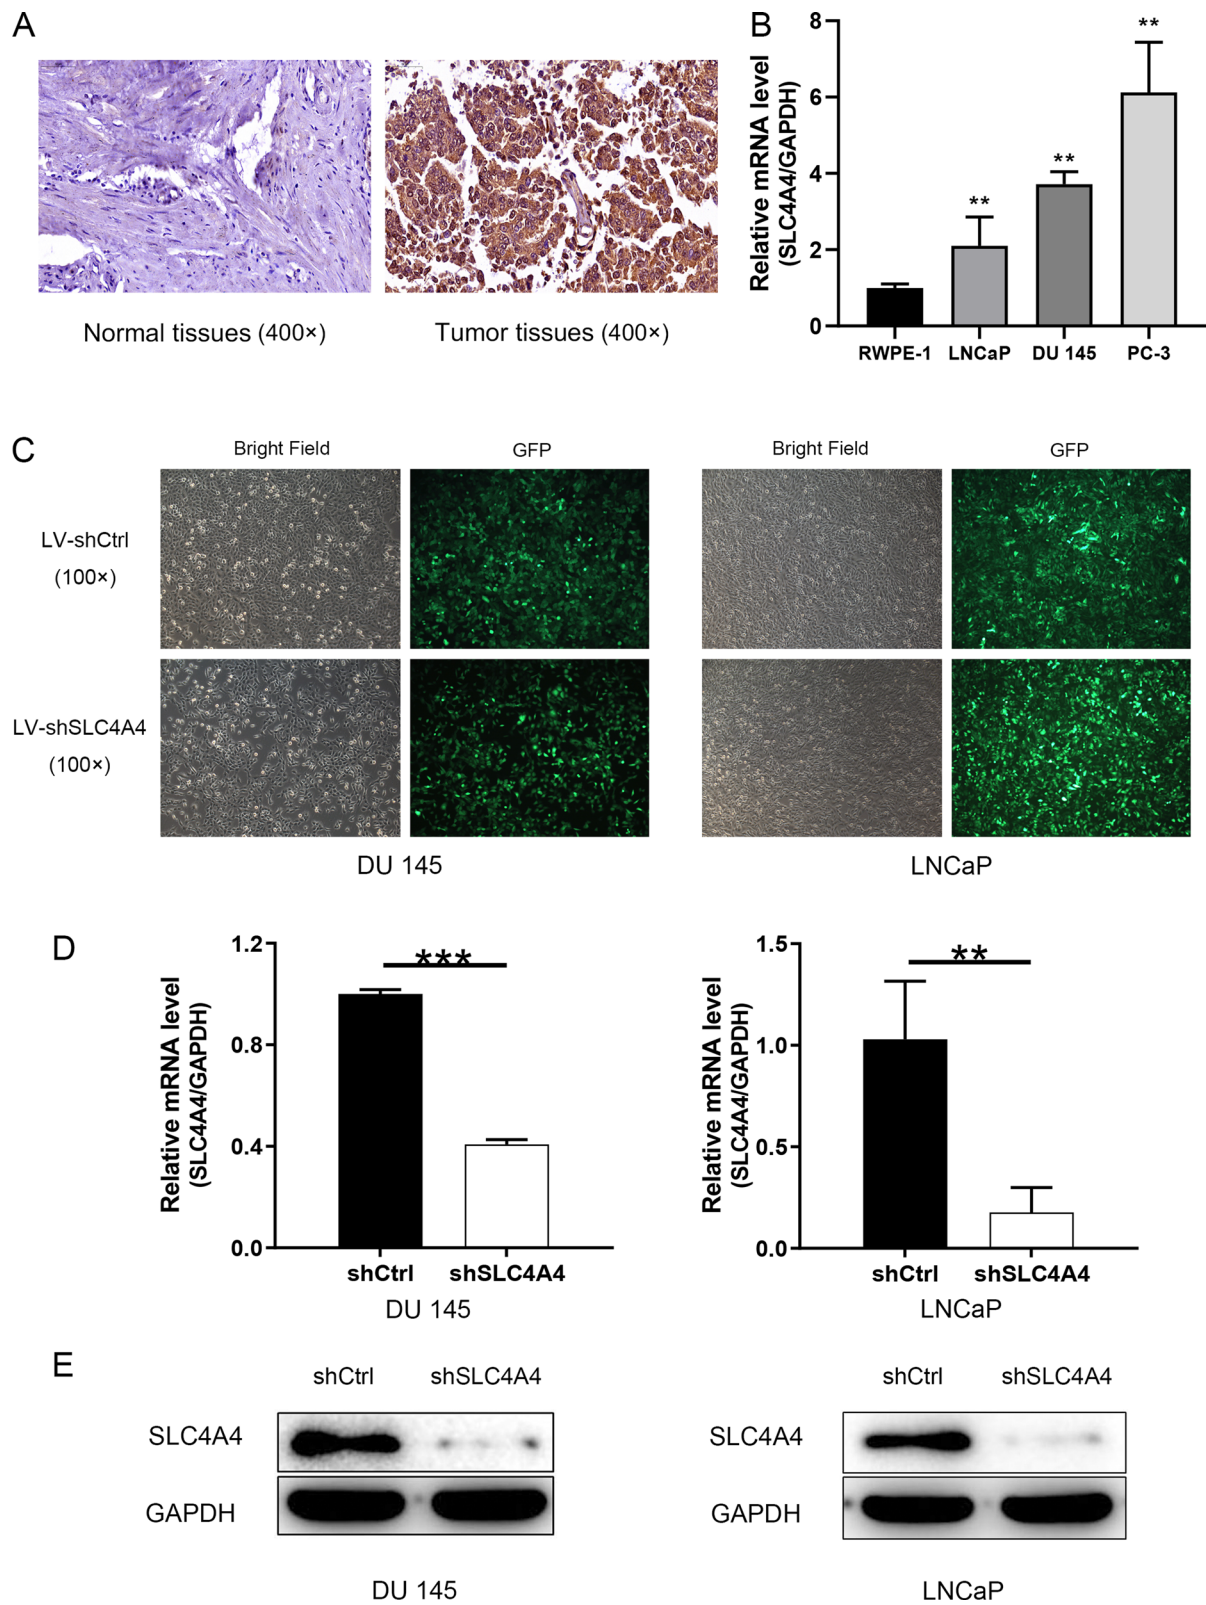 A
Normal tissues (400×)
Tumor tissues (400×)
B
Relative mRNA level
(SLC4A4/GAPDH)
8
6
4
2
0
**
**
**
RWPE-1
LNCaP
DU 145
PC-3
C
Bright Field
GFP
Bright Field
GFP
LV-shCtrl
(100×)
LV-shSLC4A4
(100×)
DU 145
LNCaP
D
Relative mRNA level
(SLC4A4/GAPDH)
1.2
0.8
0.4
0.0
***
shCtrl
shSLC4A4
DU 145
Relative mRNA level
(SLC4A4/GAPDH)
1.5
1.0
0.5
0.0
**
shCtrl
shSLC4A4
LNCaP
E
shCtrl
shSLC4A4
SLC4A4
GAPDH
DU 145
shCtrl
shSLC4A4
SLC4A4
GAPDH
LNCaP